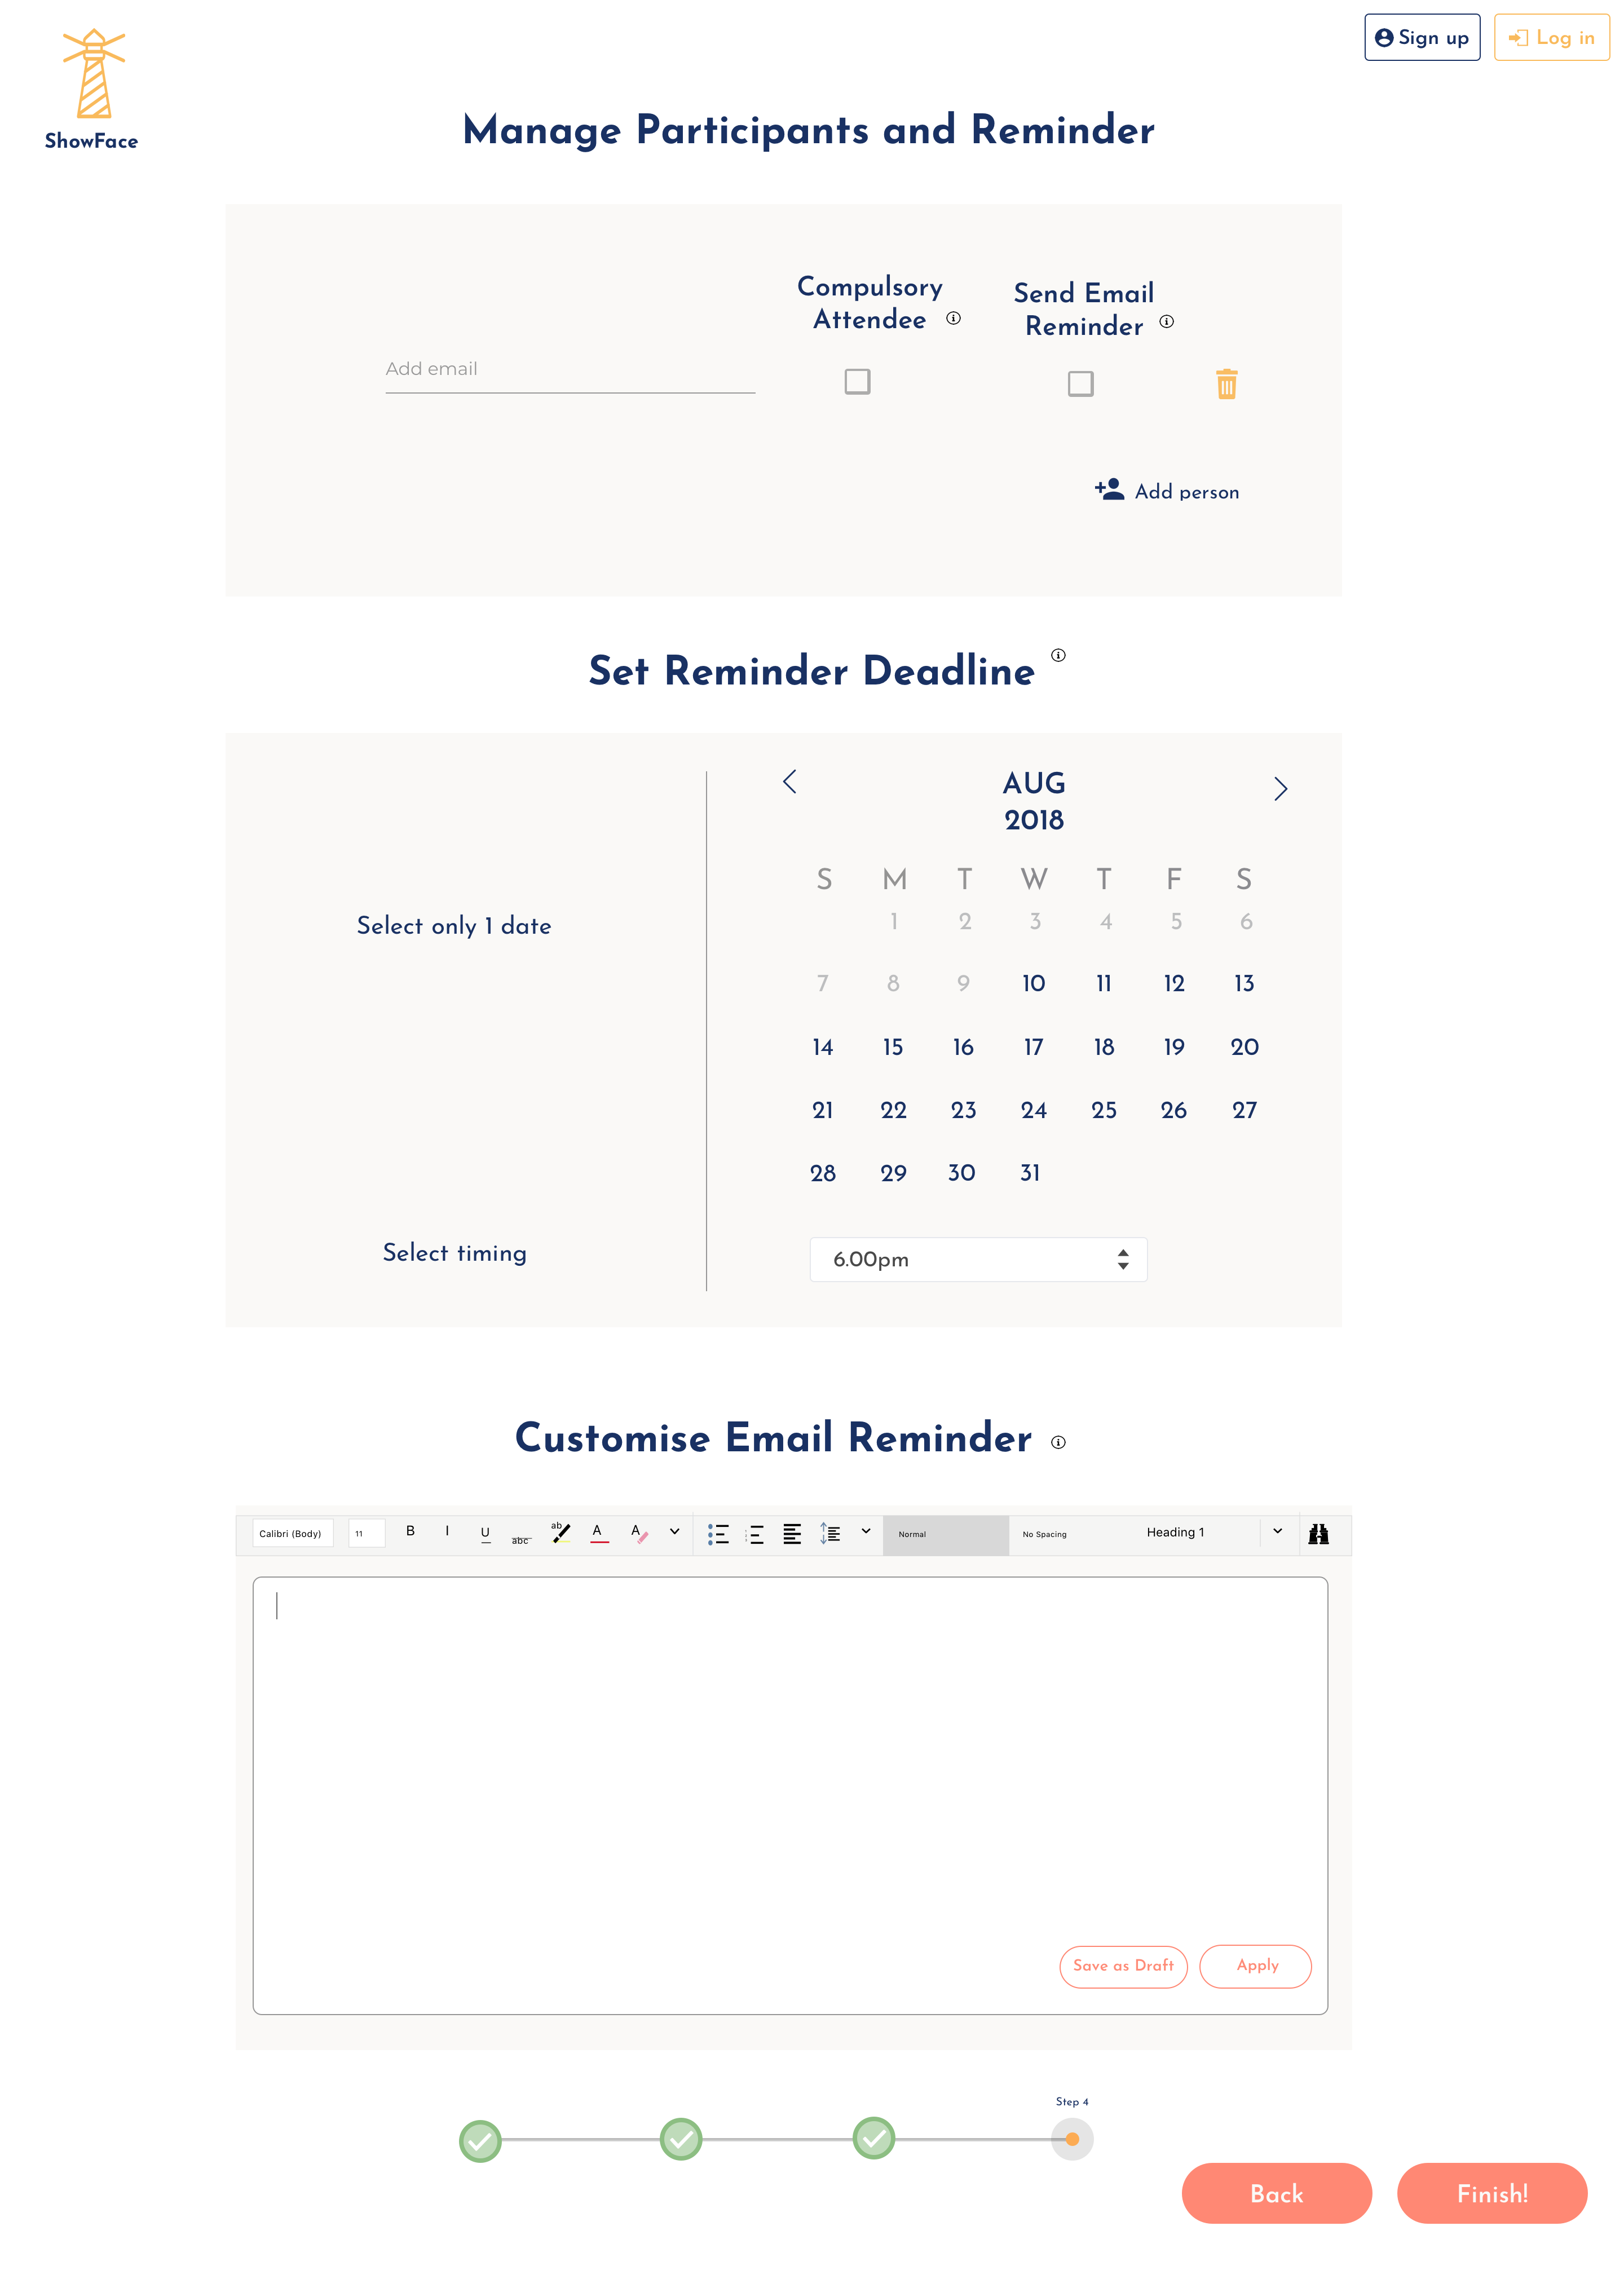 Sign up
Log in
ShowFace
Manage Participants and Reminder
Compulsory
Attendee
Send Email
Reminder
Add email
Add person
Set Reminder Deadline
AUG
2018
S M T W T F S
1 2 3 4 5 6
Select only 1 date
7 8 9 10 11 12 13
14 15 16 17 18 19 20
21 22 23 24 25 26 27
28 29 30 31
Select timing
6.00pm
Customise Email Reminder
Calibri (Body) 11 B I U abc ab A A Normal No Spacing Heading 1
Save as Draft
Apply
Step 4
Back
Finish!